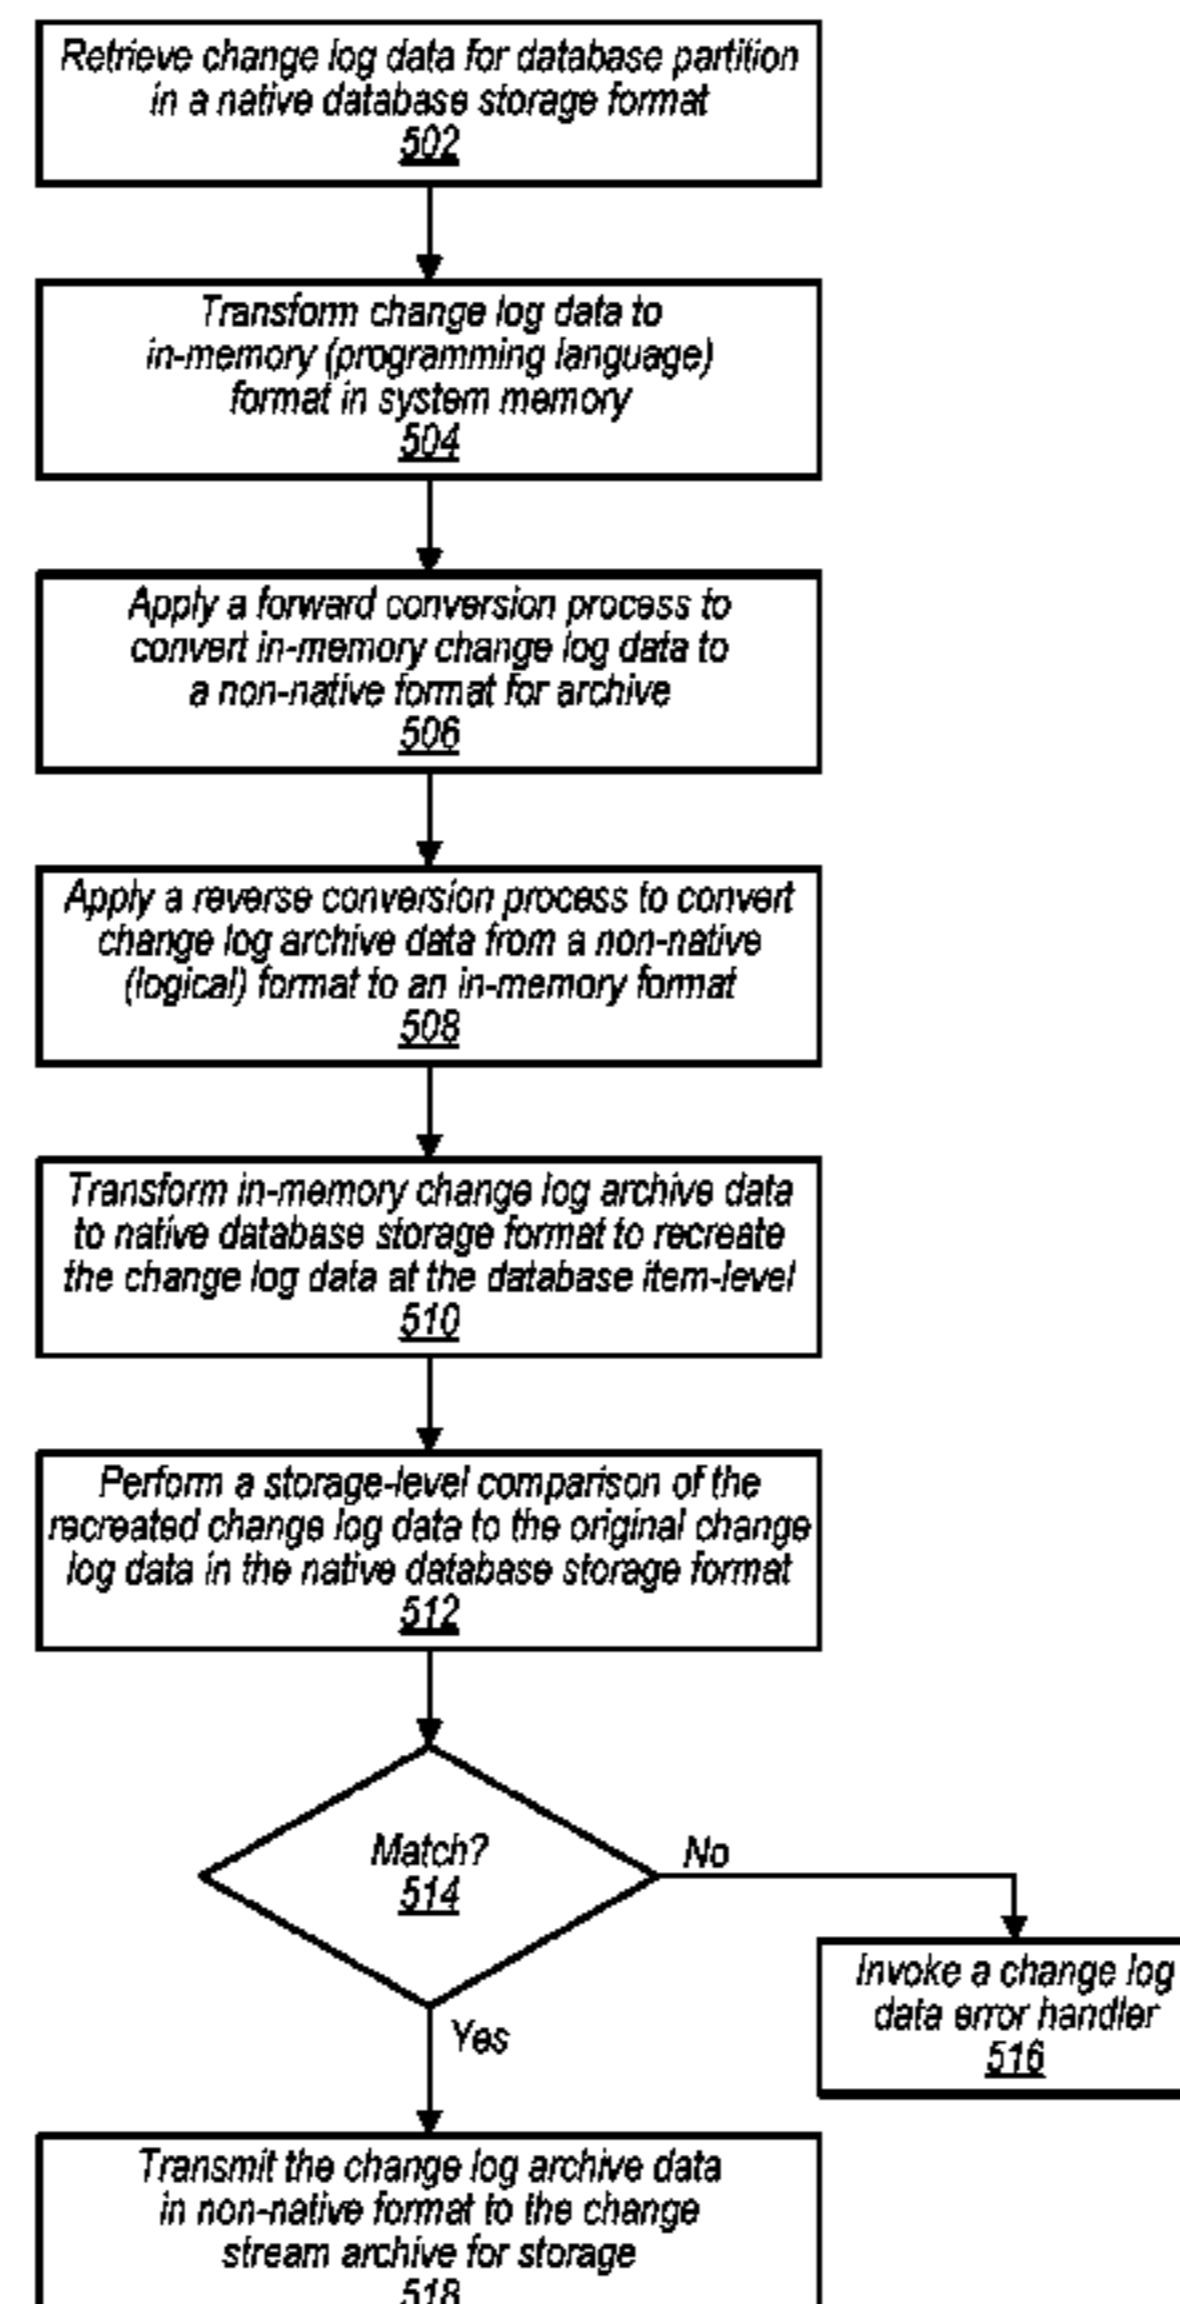 Retrieve change log data for database partition
in a native database storage format
502
Transform change log data to
in-memory (programming language)
format in system memory
504
Apply a forward conversion process to
convert in-memory change log data to
a non-native format for archive
506
Apply a reverse conversion process to convert
change log archive data from a non-native
(logical) format to an in-memory format
508
Transform in-memory change log archive data
to native database storage format to recreate
the change log data at the database item-level
510
Perform a storage-level comparison of the
recreated change log data to the original change
log data in the native database storage format
512
Match?
514
No
Invoke a change log
data error handler
516
Yes
Transmit the change log archive data
in non-native format to the change
stream archive for storage
518